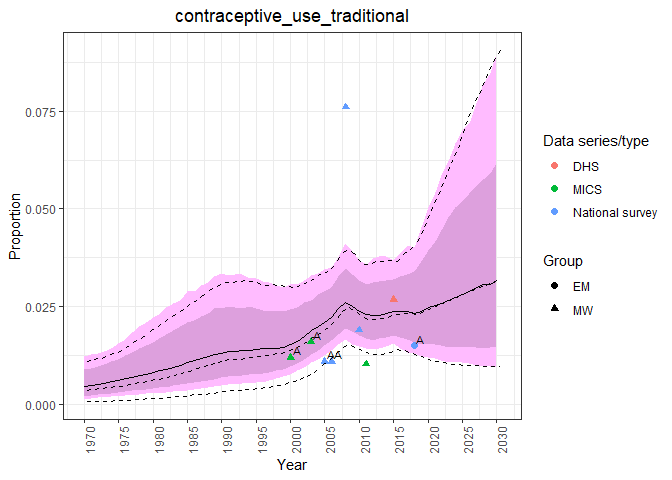 contraceptive_use_traditional
Proportion
0.075
0.050
0.025
0.000
A
A
A
A
A
1970
1975
1980
1985
1990
1995
2000
2005
2010
2015
2020
2025
2030
Year
Data series/type
DHS
MICS
National survey
Group
EM
MW